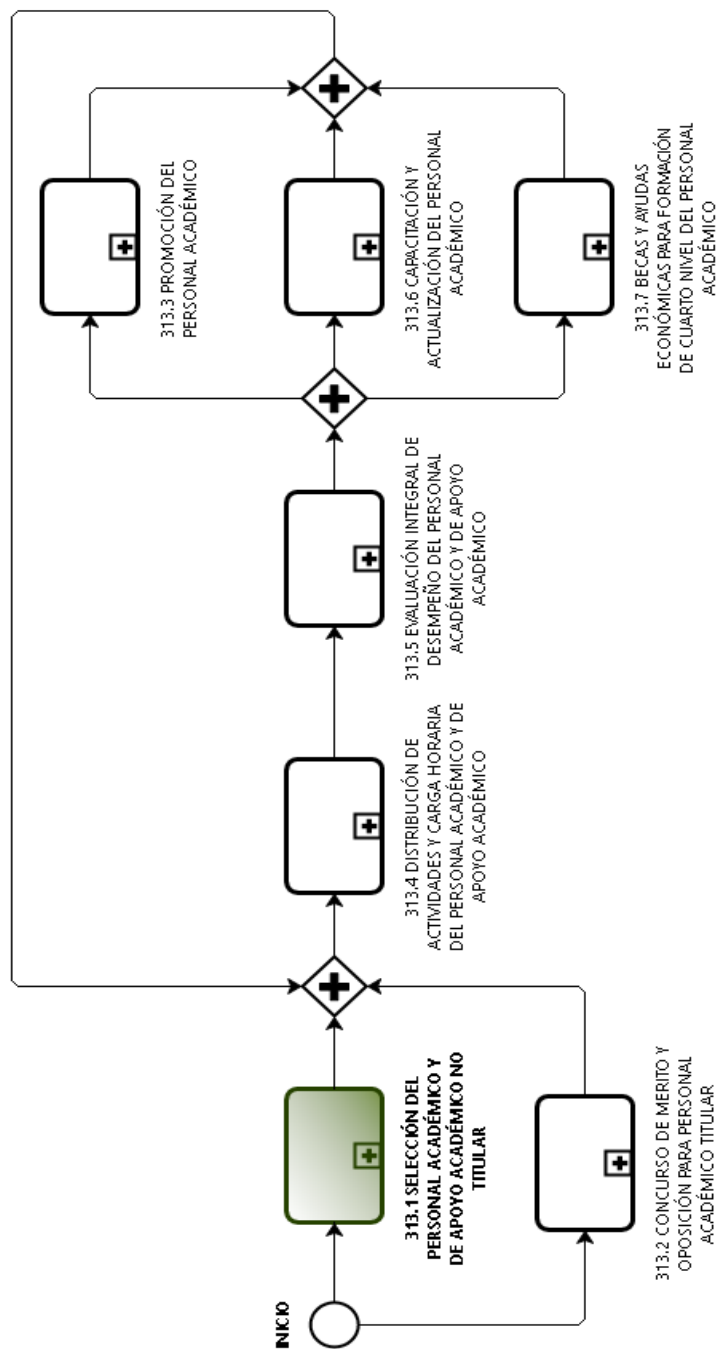 INICIO
313.1 SELECCIÓN DEL
PERSONAL ACADÉMICO Y
DE APOYO ACADÉMICO NO
TITULAR
313.2 CONCURSO DE MERITO Y
OPOSICIÓN PARA PERSONAL
ACADÉMICO TITULAR
313.4 DISTRIBUCIÓN DE
ACTIVIDADES Y CARGA HORARIA
DEL PERSONAL ACADÉMICO Y DE
APOYO ACADÉMICO
313.5 EVALUACIÓN INTEGRAL DE
DESEMPEÑO DEL PERSONAL
ACADÉMICO Y DE APOYO
ACADÉMICO
313.3 PROMOCIÓN DEL
PERSONAL ACADÉMICO
313.6 CAPACITACIÓN Y
ACTUALIZACIÓN DEL PERSONAL
ACADÉMICO
313.7 BECAS Y AYUDAS
ECONÓMICAS PARA FORMACIÓN
DE CUARTO NIVEL DEL PERSONAL
ACADÉMICO